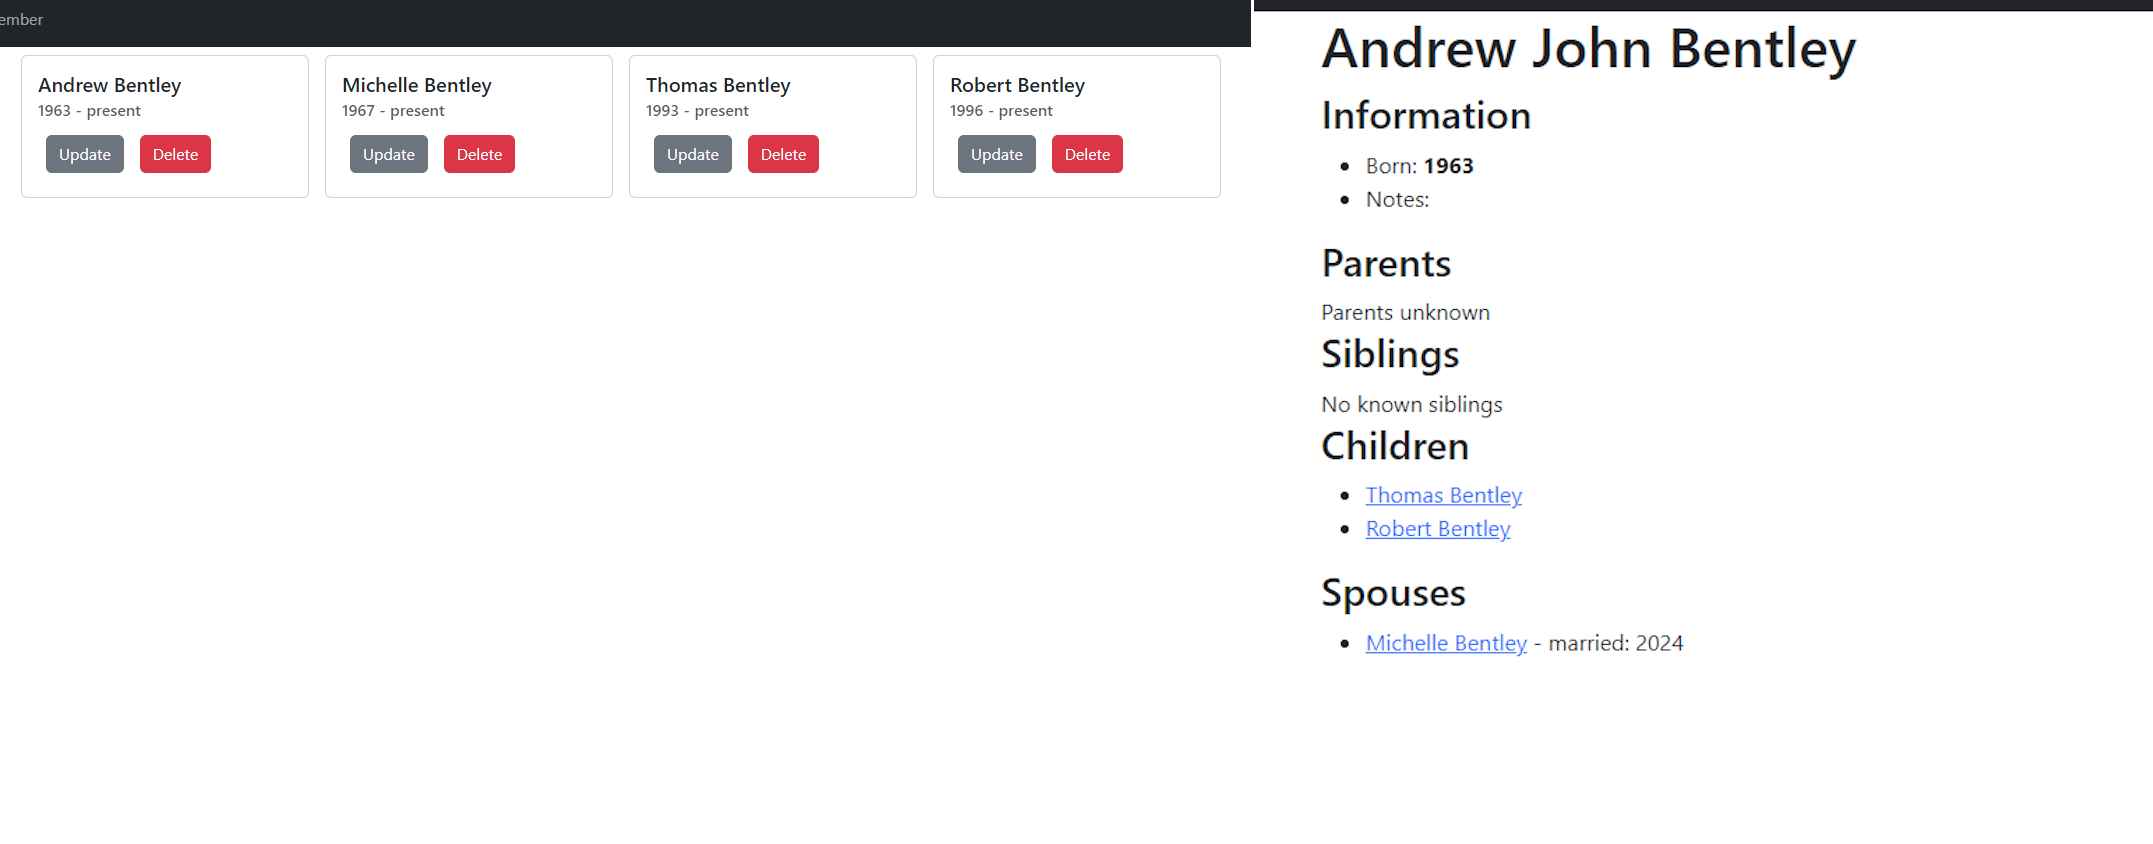 ember
Andrew Bentley
1963 - present
Update Delete
Michelle Bentley
1967 - present
Update Delete
Thomas Bentley
1993 - present
Update Delete
Robert Bentley
1996 - present
Update Delete
Andrew John Bentley
Information
Born: 1963
Notes:
Parents
Parents unknown
Siblings
No known siblings
Children
Thomas Bentley
Robert Bentley
Spouses
Michelle Bentley - married: 2024